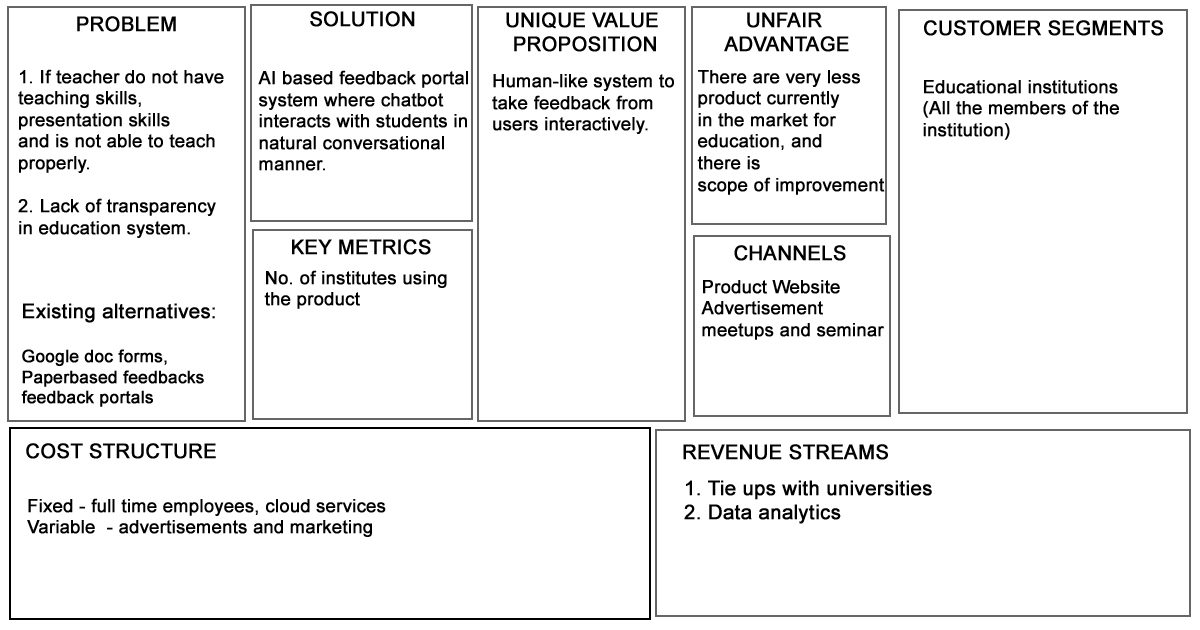 PROBLEM
1. If teacher do not have
teaching skills,
presentation skills
and is not able to teach
properly.
2. Lack of transparency
in education system.
Existing alternatives:
Google doc forms,
Paperbased feedbacks
feedback portals
SOLUTION
AI based feedback portal
system where chatbot
interacts with students in
natural conversational
manner.
KEY METRICS
No. of institutes using
the product
UNIQUE VALUE
PROPOSITION
Human-like system to
take feedback from
users interactively.
UNFAIR
ADVANTAGE
There are very less
product currently
in the market for
education, and
there is
scope of improvement
CHANNELS
Product Website
Advertisement
meetups and seminar
CUSTOMER SEGMENTS
Educational institutions
(All the members of the
institution)
COST STRUCTURE
Fixed - full time employees, cloud services
Variable - advertisements and marketing
REVENUE STREAMS
1. Tie ups with universities
2. Data analytics